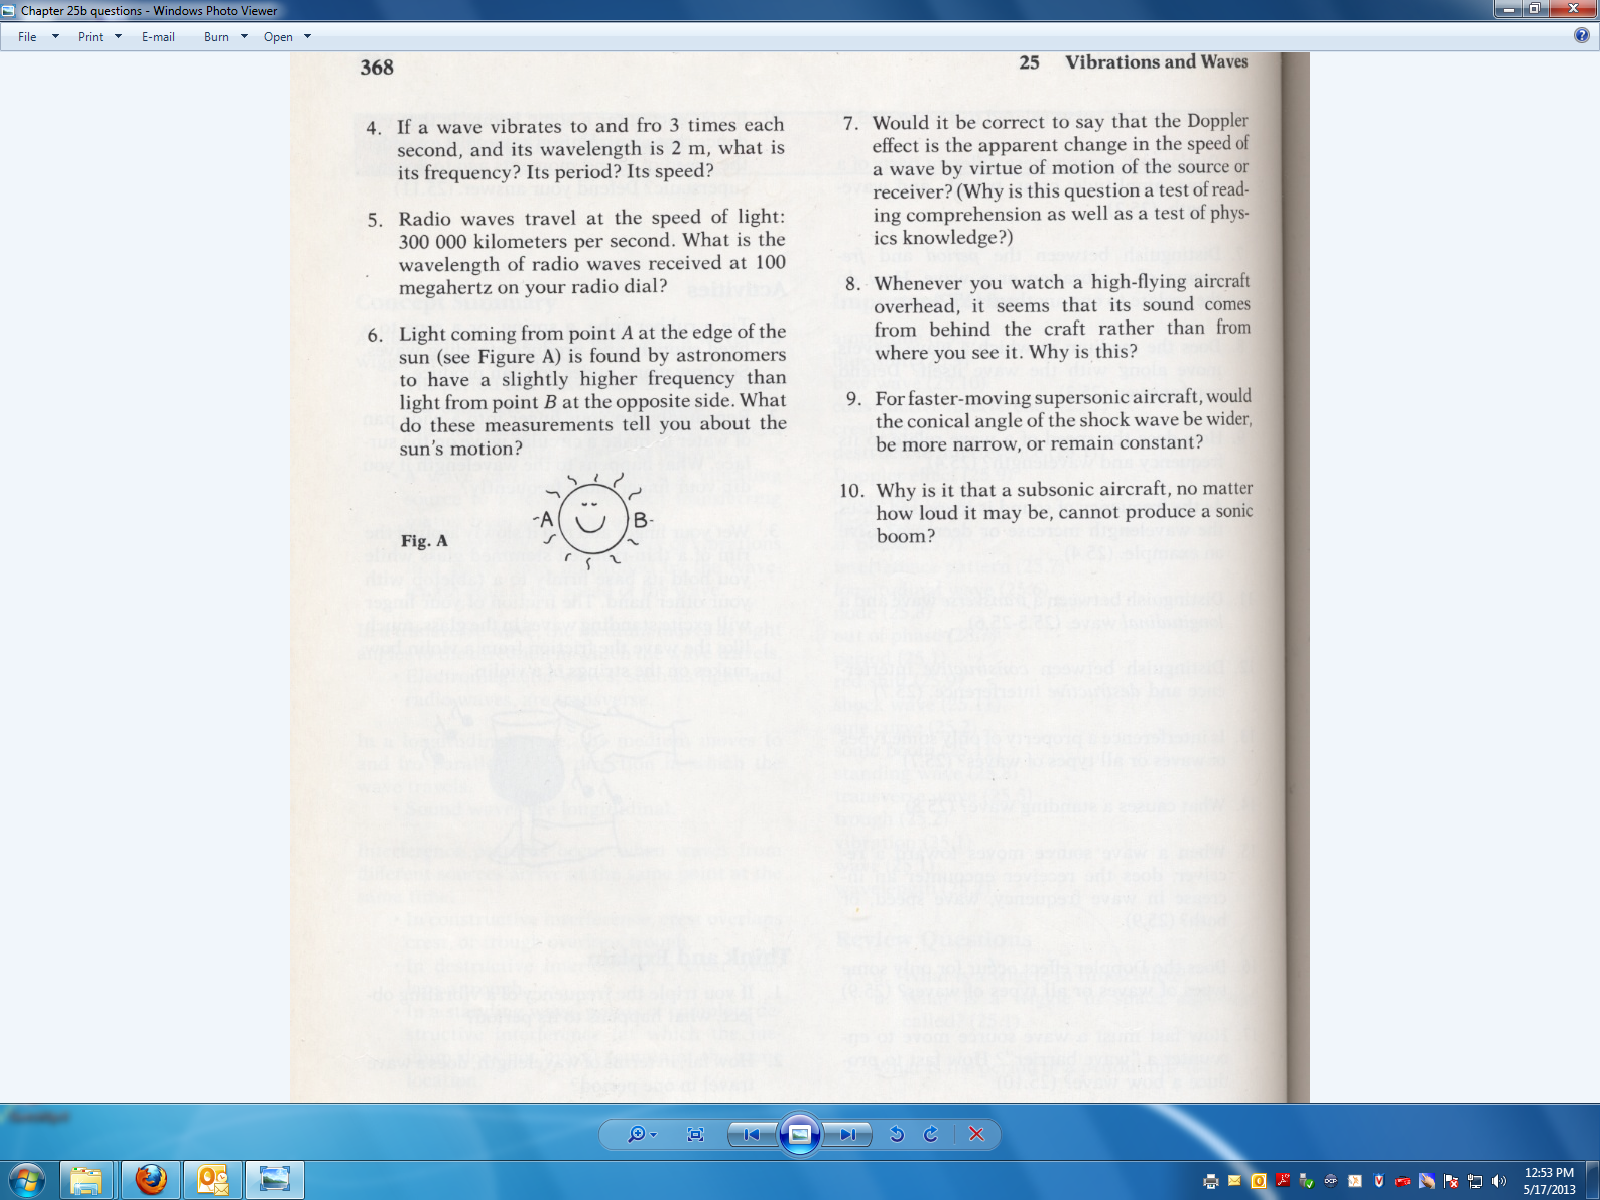 Chapter 25b questions - Windows Photo Viewer
File Print E-mail Burn Open
368
25 Vibrations and Waves
4. If a wave vibrates to and fro 3 times each
second, and its wavelength is 2 m, what is
its frequency? Its period? Its speed?
5. Radio waves travel at the speed of light:
300 000 kilometers per second. What is the
wavelength of radio waves received at 100
megahertz on your radio dial?
6. Light coming from point A at the edge of the
sun (see Figure A) is found by astronomers
to have a slightly higher frequency than
light from point B at the opposite side. What
do these measurements tell you about the
sun's motion?
A B
Fig. A
7. Would it be correct to say that the Doppler
effect is the apparent change in the speed of
a wave by virtue of motion of the source or
receiver? (Why is this question a test of read-
ing comprehension as well as a test of phys-
ics knowledge?)
8. Whenever you watch a high-flying aircraft
overhead, it seems that its sound comes
from behind the craft rather than from
where you see it. Why is this?
9. For faster-moving supersonic aircraft, would
the conical angle of the shock wave be wider,
be more narrow, or remain constant?
10. Why is it that a subsonic aircraft, no matter
how loud it may be, cannot produce a sonic
boom?
12:53 PM
5/17/2013